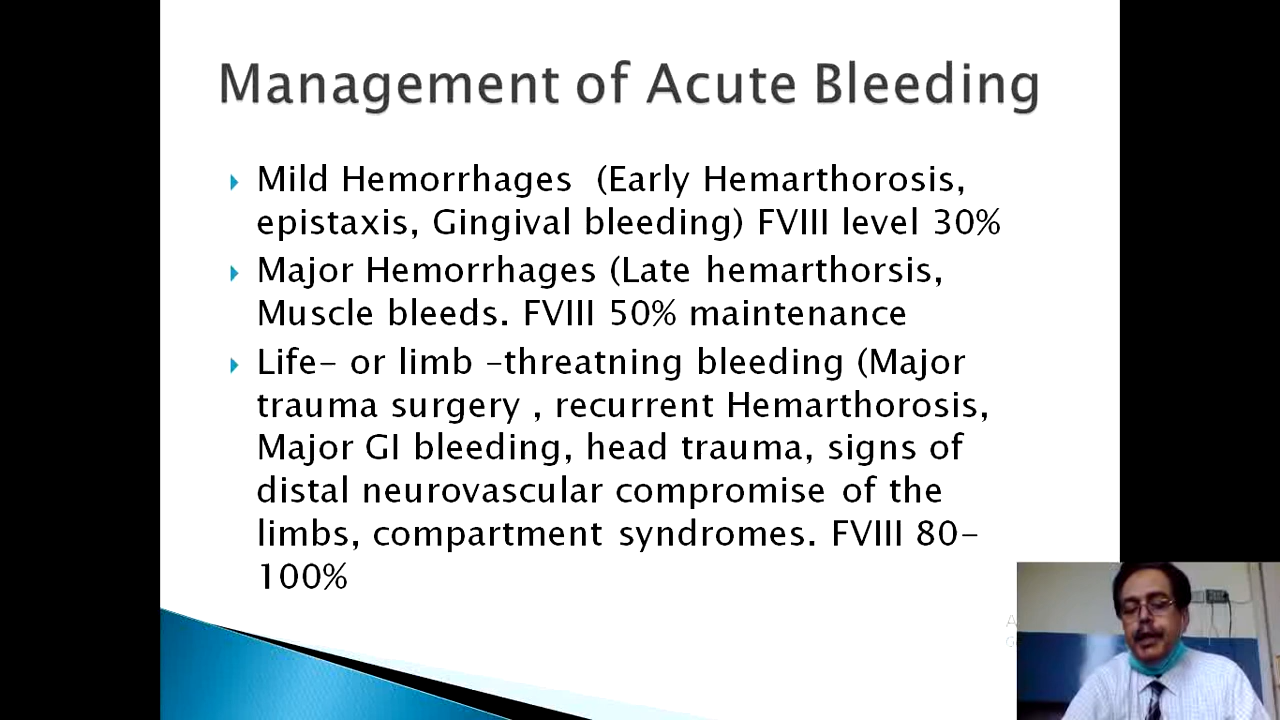 Management of Acute Bleeding
Mild Hemorrhages (Early Hemarthorosis,
epistaxis, Gingival bleeding) FVIII level 30%
Major Hemorrhages (Late hemarthorsis,
Muscle bleeds. FVIII 50% maintenance
Life- or limb -threatning bleeding (Major
trauma surgery , recurrent Hemarthorosis,
Major GI bleeding, head trauma, signs of
distal neurovascular compromise of the
limbs, compartment syndromes. FVIII 80-
100%